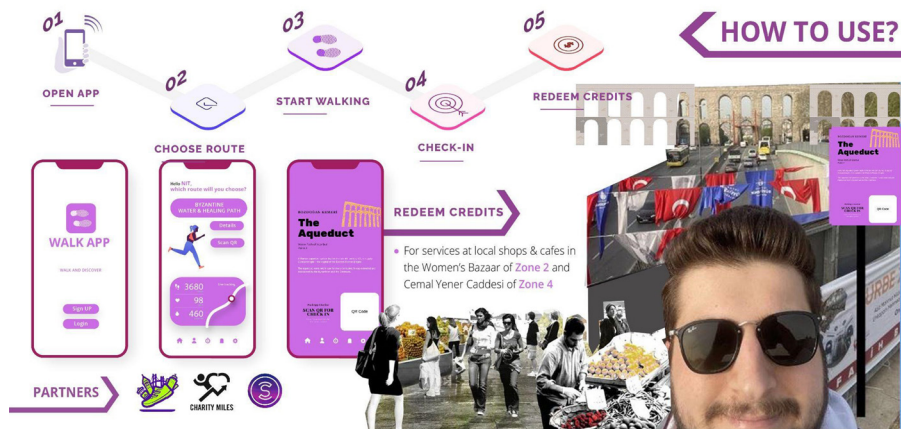 HOW TO USE?
01
OPEN APP
02
CHOOSE ROUTE
03
START WALKING
04
CHECK-IN
05
REDEEM CREDITS
WALK APP
WALK AND DISCOVER
Sign UP
Login
Hello NIT,
which route will you choose?
BYZANTINE
WATER & HEALING PATH
Details
Scan QR
3680
98
460
The
Aqueduct
SCAN QR FOR
CHECK IN
QR Code
REDEEM CREDITS
For services at local shops & cafes in
the Women's Bazaar of Zone 2 and
Cemal Yener Caddesi of Zone 4
The
Aqueduct
QR Code
PARTNERS
CHARITY MILES
S